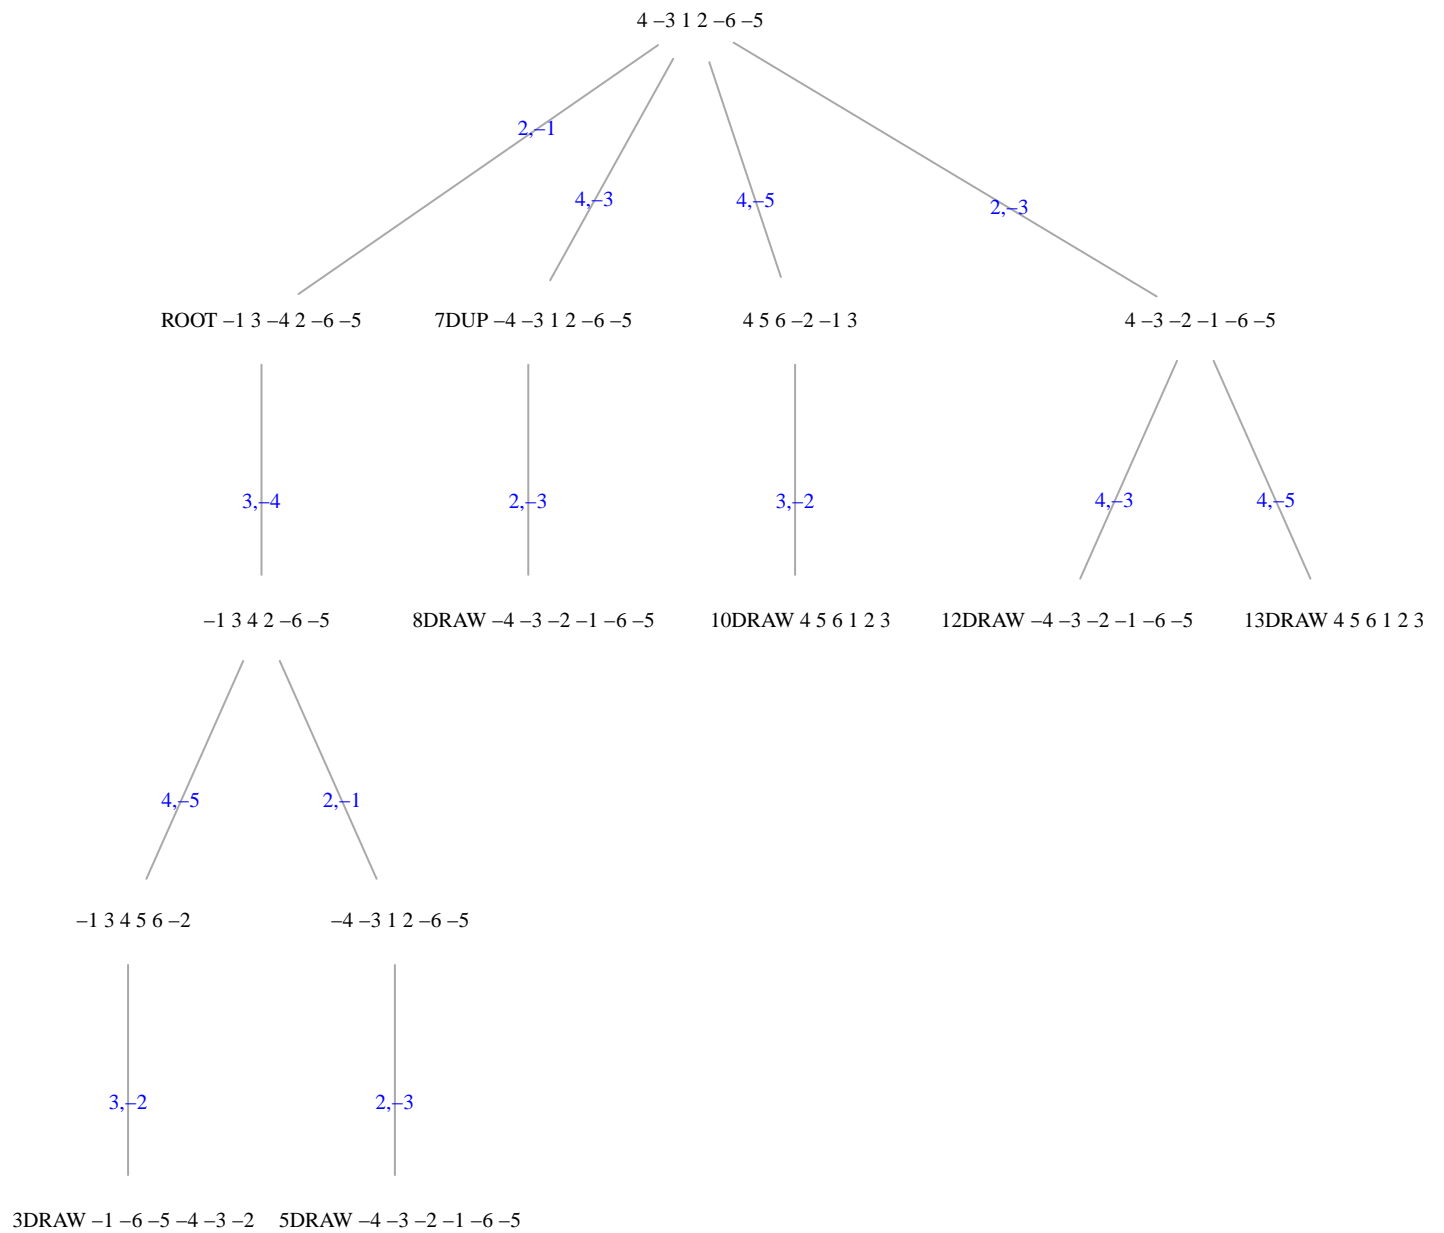 4 –3 1 2 –6 –5
2,–1
4,–3
4,–5
2,–3
ROOT –1 3 –4 2 –6 –5
7DUP –4 –3 1 2 –6 –5
4 5 6 –2 –1 3
4 –3 –2 –1 –6 –5
3,–4
2,–3
3,–2
4,–3
4,–5
–1 3 4 2 –6 –5
8DRAW –4 –3 –2 –1 –6 –5
10DRAW 4 5 6 1 2 3
12DRAW –4 –3 –2 –1 –6 –5
13DRAW 4 5 6 1 2 3
4,–5
2,–1
–1 3 4 5 6 –2
–4 –3 1 2 –6 –5
3,–2
2,–3
3DRAW –1 –6 –5 –4 –3 –2
5DRAW –4 –3 –2 –1 –6 –5